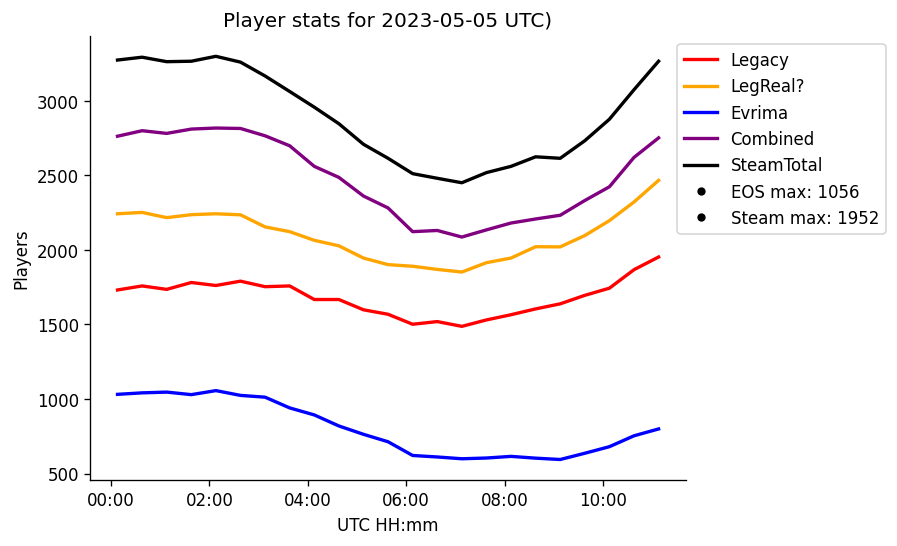 Player stats for 2023-05-05 UTC)
Legacy
LegReal?
Evrima
Combined
SteamTotal
EOS max: 1056
Steam max: 1952
Players
3000
2500
2000
1500
1000
500
00:00 02:00 04:00 06:00 08:00 10:00
UTC HH:mm